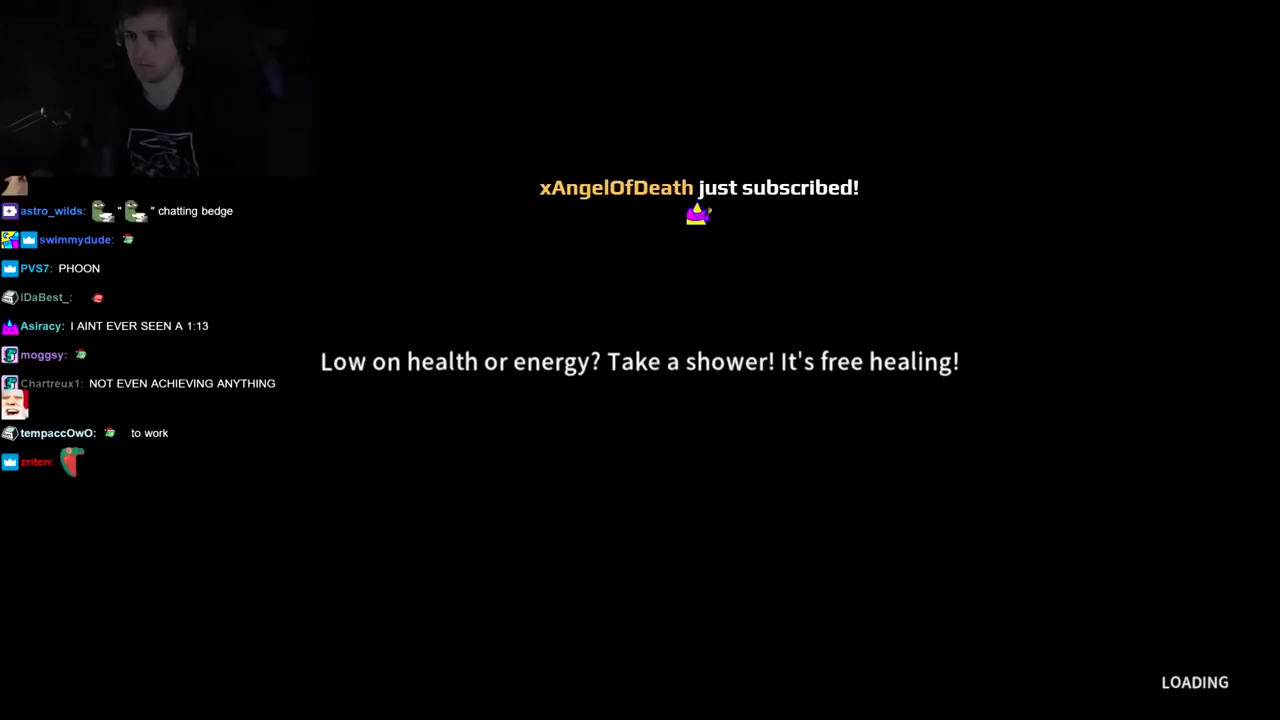 xAngelOfDeath just subscribed!
astro_wilds: " " chatting bedge
swimmydude:
PVS7: PHOON
iDaBest_:
Asiracy: I AINT EVER SEEN A 1:13
moggsy:
Chartreux1: NOT EVEN ACHIEVING ANYTHING
tempaccOwO: to work
zriten:
Low on health or energy? Take a shower! It's free healing!
LOADING